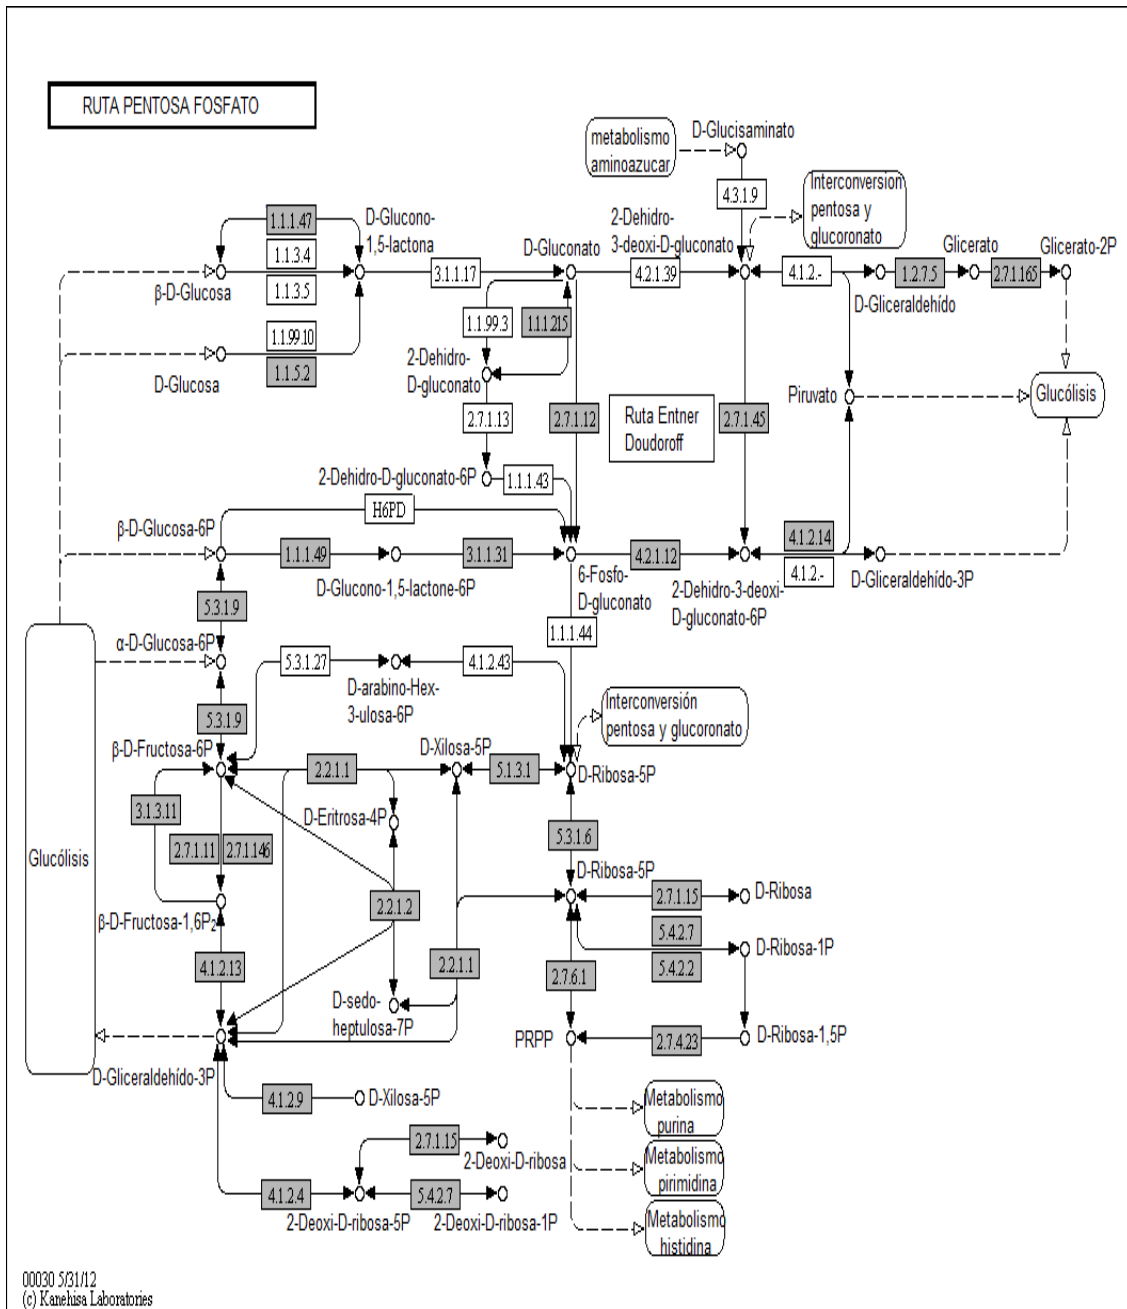 RUTA PENTOSA FOSFATO
metabolismo
aminoazucar
D-Glucisaminato
4.3.1.9
Interconversión
pentosa y
glucoronato
1.1.1.47
D-Glucono-
1,5-lactona
1.1.3.4
β-D-Glucosa
1.1.3.5
3.1.1.17
D-Gluconato
2-Dehidro-
3-deoxi-D-gluconato
4.2.1.39
4.1.2.-
D-Gliceraldehído
1.2.7.5
Glicerato
2.7.1.165
Glicerato-2P
1.1.99.10
D-Glucosa
1.1.5.2
1.1.99.3
1.1.1.215
2-Dehidro-
D-gluconato
2.7.1.13
2.7.1.12
Ruta Entner
Doudoroff
2.7.1.45
Piruvato
Glucólisis
2-Dehidro-D-gluconato-6P
1.1.1.43
H6PD
β-D-Glucosa-6P
1.1.1.49
D-Glucono-1,5-lactone-6P
3.1.1.31
6-Fosfo-
D-gluconato
4.2.1.12
2-Dehidro-3-deoxi-
D-gluconato-6P
4.1.2.14
4.1.2.-
D-Gliceraldehído-3P
5.3.1.9
1.1.1.44
α-D-Glucosa-6P
5.3.1.27
D-arabino-Hex-
3-ulosa-6P
4.1.2.43
Interconversión
pentosa y glucoronato
5.3.1.9
β-D-Fructosa-6P
2.2.1.1
D-Xilosa-5P
5.1.3.1
D-Ribosa-5P
3.1.3.11
D-Eritrosa-4P
5.3.1.6
2.7.1.11
2.7.1.146
Glucólisis
D-Ribosa-5P
2.7.1.15
D-Ribosa
β-D-Fructosa-1,6P2
2.2.1.2
5.4.2.7
D-Ribosa-1P
5.4.2.2
4.1.2.13
2.2.1.1
2.7.6.1
D-sedo-
heptulosa-7P
PRPP
2.7.4.23
D-Ribosa-1,5P
D-Gliceraldehído-3P
4.1.2.9
D-Xilosa-5P
Metabolismo
purina
2.7.1.15
2-Deoxi-D-ribosa
Metabolismo
pirimidina
4.1.2.4
2-Deoxi-D-ribosa-5P
5.4.2.7
2-Deoxi-D-ribosa-1P
Metabolismo
histidina
00030 5/31/12
(c) Kanehisa Laboratories